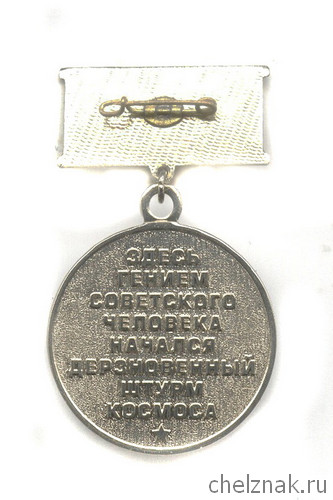 ЗДЕСЬ
ГЕНИЕМ
СОВЕТСКОГО
ЧЕЛОВЕКА
НАЧАЛСЯ
ДЕРЗНОВЕННЫЙ
ШТУРМ
КОСМОСА
chelznak.ru